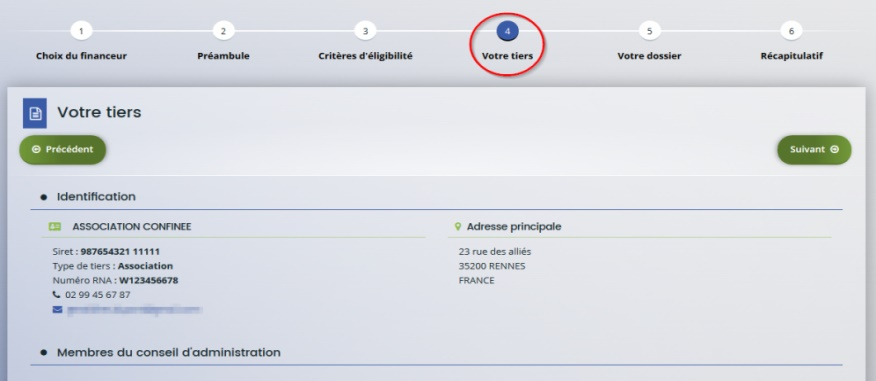 1 2 3 4 5 6
Choix du financeur Préambule Critères d'éligibilité Votre tiers Votre dossier Récapitulatif
Votre tiers
Précédent Suivant
Identification
ASSOCIATION CONFINEE
Siret : 987654321 11111
Type de tiers : Association
Numéro RNA : W123456678
02 99 45 67 87
Adresse principale
23 rue des alliés
35200 RENNES
FRANCE
Membres du conseil d'administration